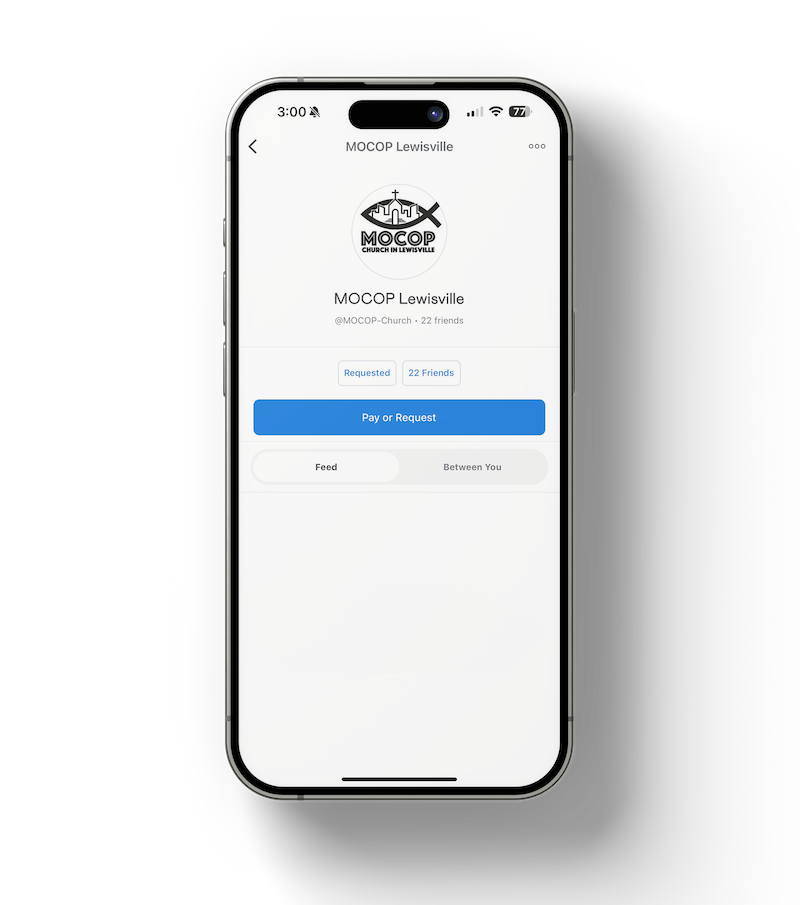 3:00
77
MOCOP Lewisville
MOCOP
CHURCH IN LEWISVILLE
MOCOP Lewisville
@MOCOP-Church • 22 friends
Requested
22 Friends
Pay or Request
Feed
Between You